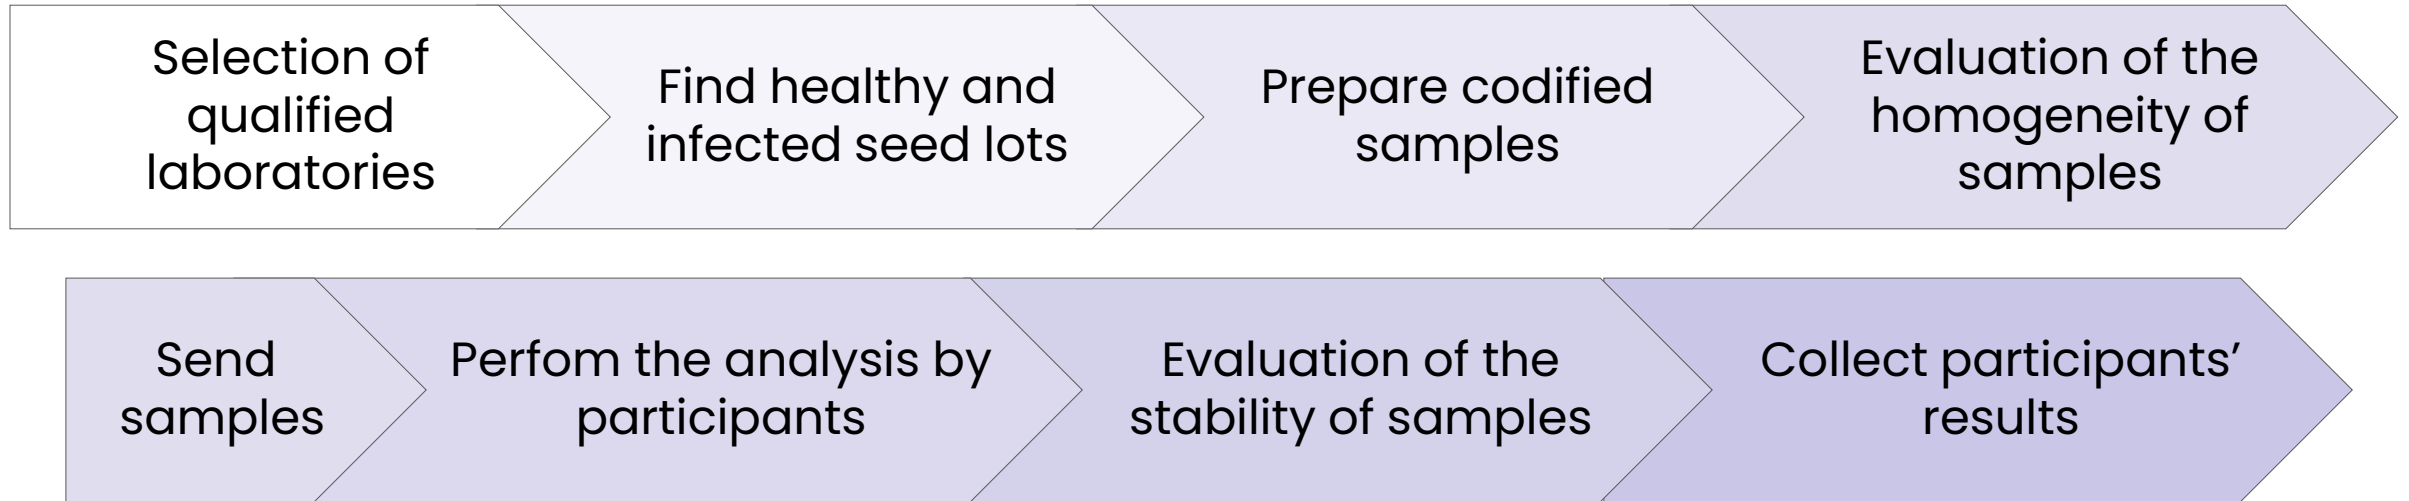 Selection of
qualified
laboratories
Find healthy and
infected seed lots
Prepare codified
samples
Evaluation of the
homogeneity of
samples
Send
samples
Perfom the analysis by
participants
Evaluation of the
stability of samples
Collect participants’
results